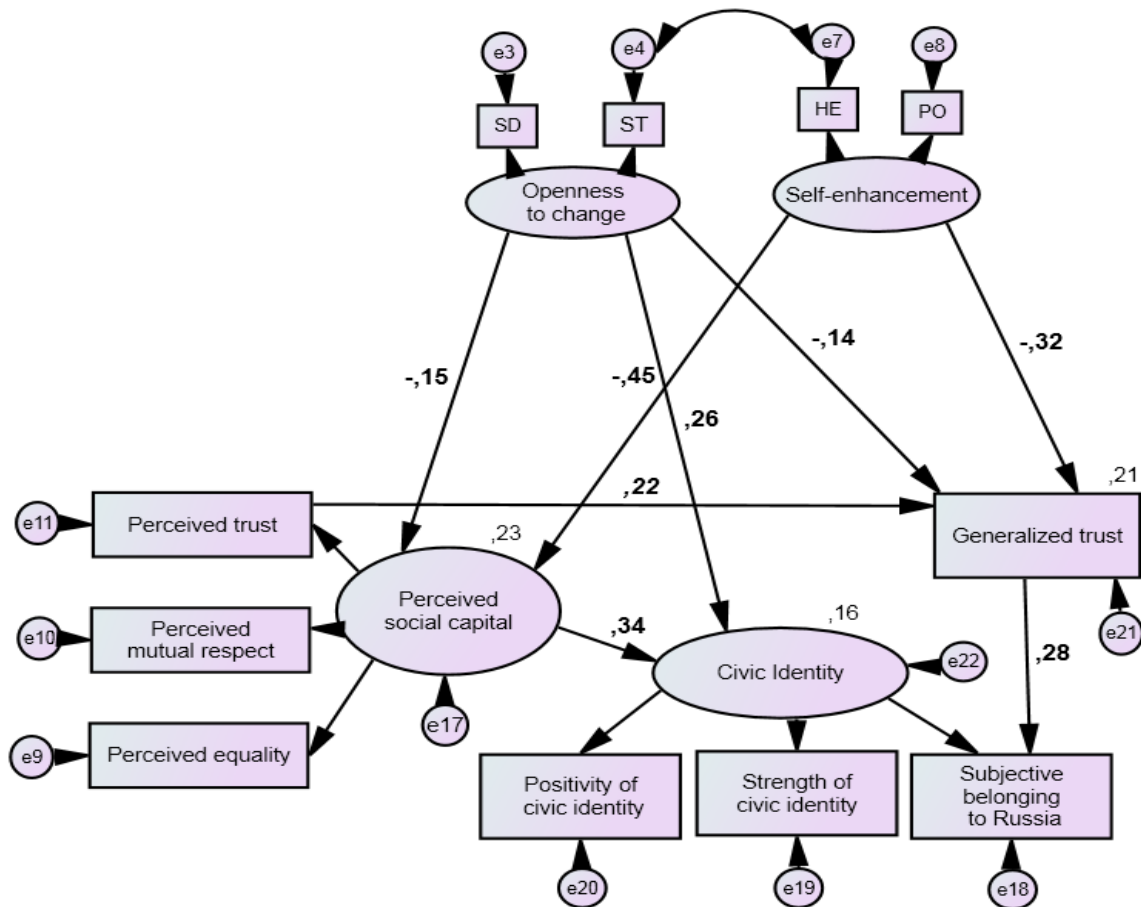 e3
e4
e7
e8
SD
ST
HE
PO
Openness
to change
Self-enhancement
-,15
-,45
,26
-,14
-,32
,22
,21
e11
Perceived trust
,23
Generalized trust
e10
Perceived
mutual respect
Perceived
social capital
,34
,16
e21
,28
e22
Civic Identity
e9
Perceived equality
e17
Positivity of
civic identity
Strength of
civic identity
Subjective
belonging
to Russia
e20
e19
e18